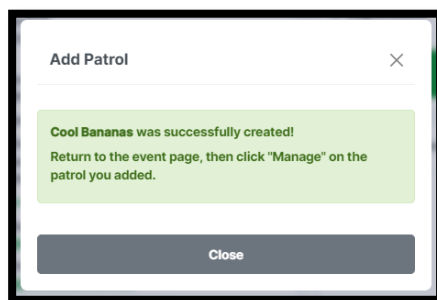 Add Patrol
Cool Bananas was successfully created!
Return to the event page, then click "Manage" on the
patrol you added.
Close